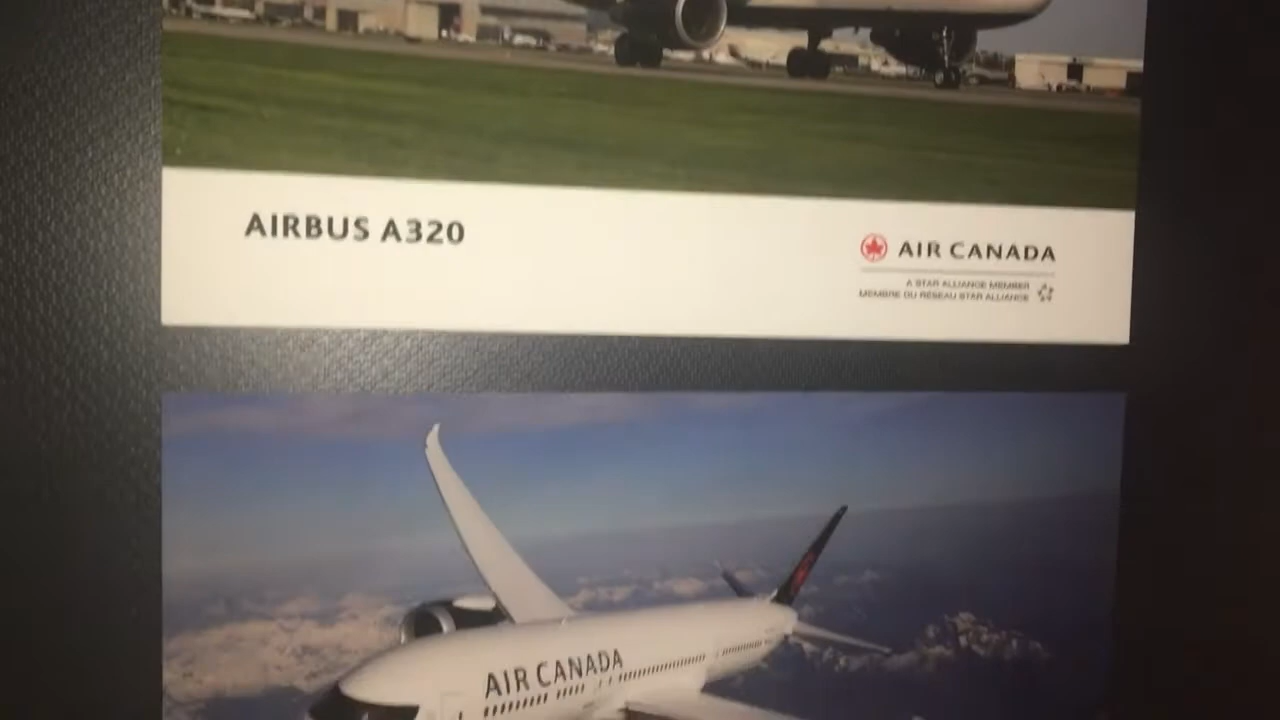 AIRBUS A320
AIR CANADA
A STAR ALLIANCE MEMBER
MEMBRE DU RÉSEAU STAR ALLIANCE
AIR CANADA